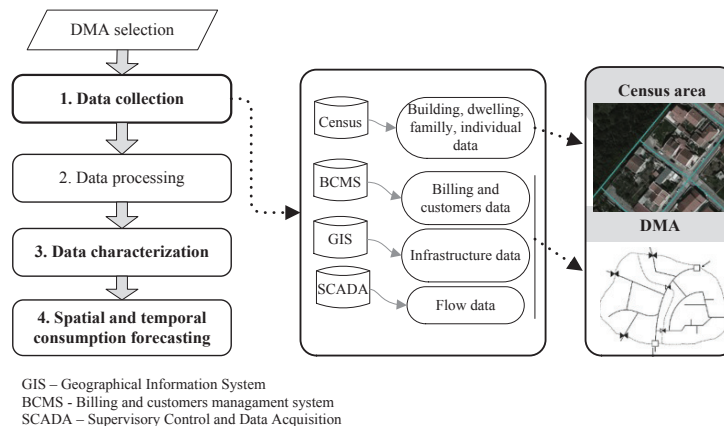 DMA selection
1. Data collection
2. Data processing
3. Data characterization
4. Spatial and temporal
consumption forecasting
Census
Building, dwelling,
familly, individual
data
BCMS
Billing and
customers data
GIS
Infrastructure data
SCADA
Flow data
Census area
DMA
GIS – Geographical Information System
BCMS - Billing and customers managament system
SCADA – Supervisory Control and Data Acquisition